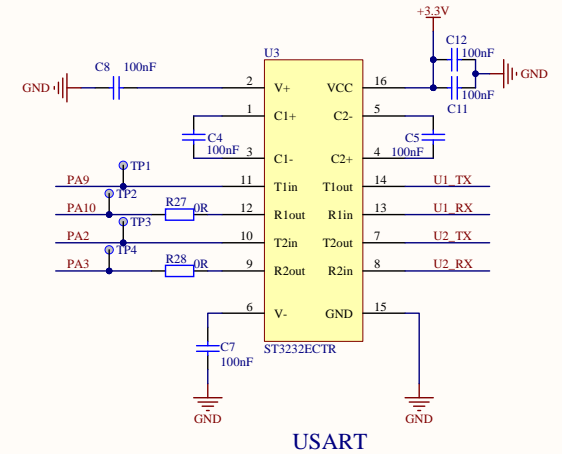 +3.3V
C12
100nF
GND
100nF
C11
C8 100nF
GND
U3
2 V+ VCC 16
1 C1+ C2- 5
C4
100nF
C5
100nF
3 C1- C2+ 4
TP1
PA9 11 T1in T1out 14 U1_TX
TP2
PA10 R27 0R 12 R1out R1in 13 U1_RX
TP3
PA2 10 T2in T2out 7 U2_TX
TP4
PA3 R28 0R 9 R2out R2in 8 U2_RX
6 V- GND 15
C7
100nF
ST3232ECTR
GND
GND
USART